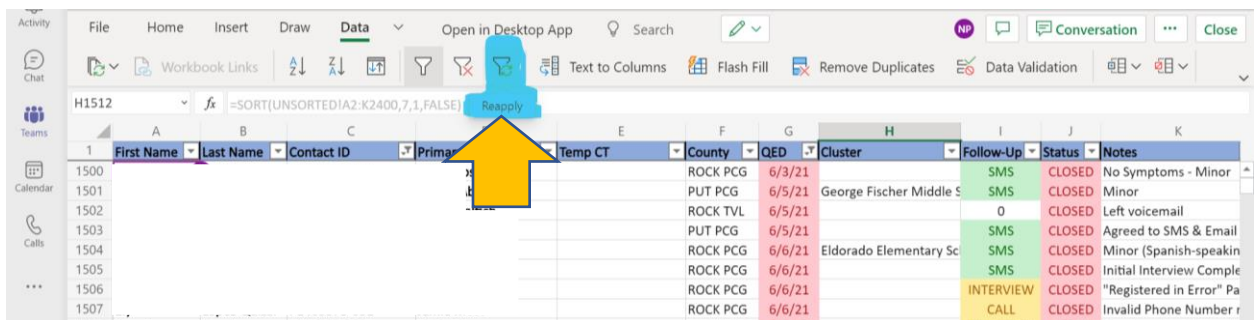 Activity
Chat
Teams
Calendar
Calls
File Home Insert Draw Data Open in Desktop App Search NP Conversation ... Close
Workbook Links Text to Columns Flash Fill Remove Duplicates Data Validation
H1512 fx =SORT(UNSORTED!A2:K2400,7,1,FALSE) Reapply
A B C E F G H I J K
1 First Name Last Name Contact ID Temp CT County QED Cluster Follow-Up Status Notes
1500 ROCK PCG 6/3/21 SMS CLOSED No Symptoms - Minor
1501 PUT PCG 6/5/21 George Fischer Middle S SMS CLOSED Minor
1502 ROCK TVL 6/5/21 0 CLOSED Left voicemail
1503 PUT PCG 6/5/21 SMS CLOSED Agreed to SMS & Email
1504 ROCK PCG 6/6/21 Eldorado Elementary Sc SMS CLOSED Minor (Spanish-speakin
1505 ROCK PCG 6/6/21 SMS CLOSED Initial Interview Comple
1506 ROCK PCG 6/6/21 INTERVIEW CLOSED "Registered in Error" Pa
1507 ROCK PCG 6/6/21 CALL CLOSED Invalid Phone Number